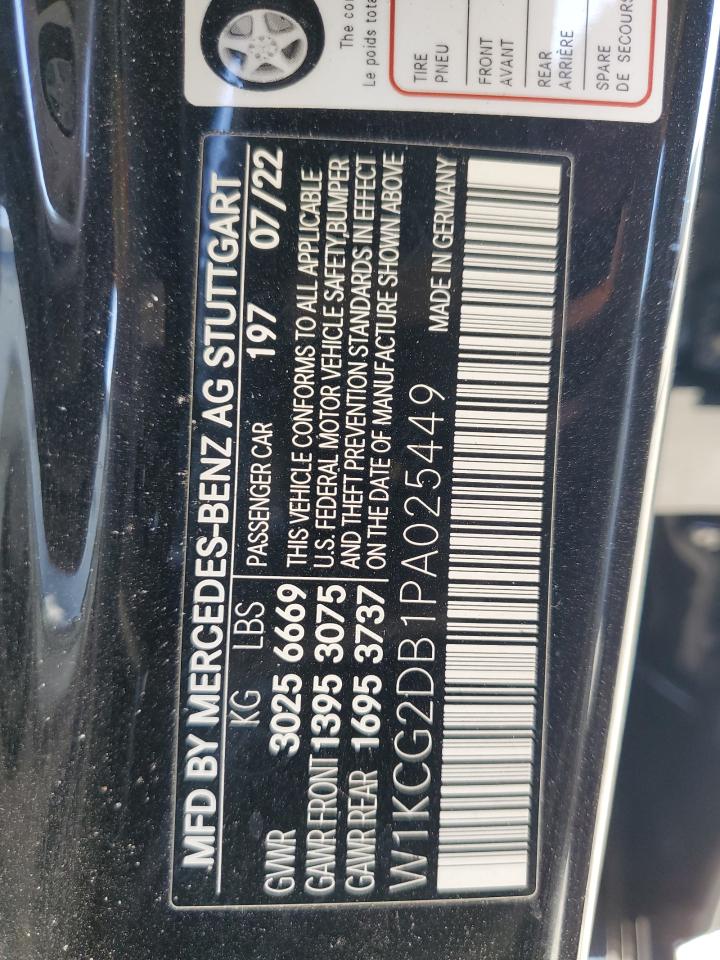 MFD BY MERCEDES-BENZ AG STUTTGART
KG LBS
GWR 3025 6669
GAWR FRONT 1395 3075
GAWR REAR 1695 3737
PASSENGER CAR 197 07/22
THIS VEHICLE CONFORMS TO ALL APPLICABLE
U.S. FEDERAL MOTOR VEHICLE SAFETY, BUMPER
AND THEFT PREVENTION STANDARDS IN EFFECT
ON THE DATE OF MANUFACTURE SHOWN ABOVE
W1KCG2DB1PA025449 MADE IN GERMANY
The
Le poids
TIRE
PNEU
FRONT
AVANT
REAR
ARRIÈRE
SPARE
DE SECOURS